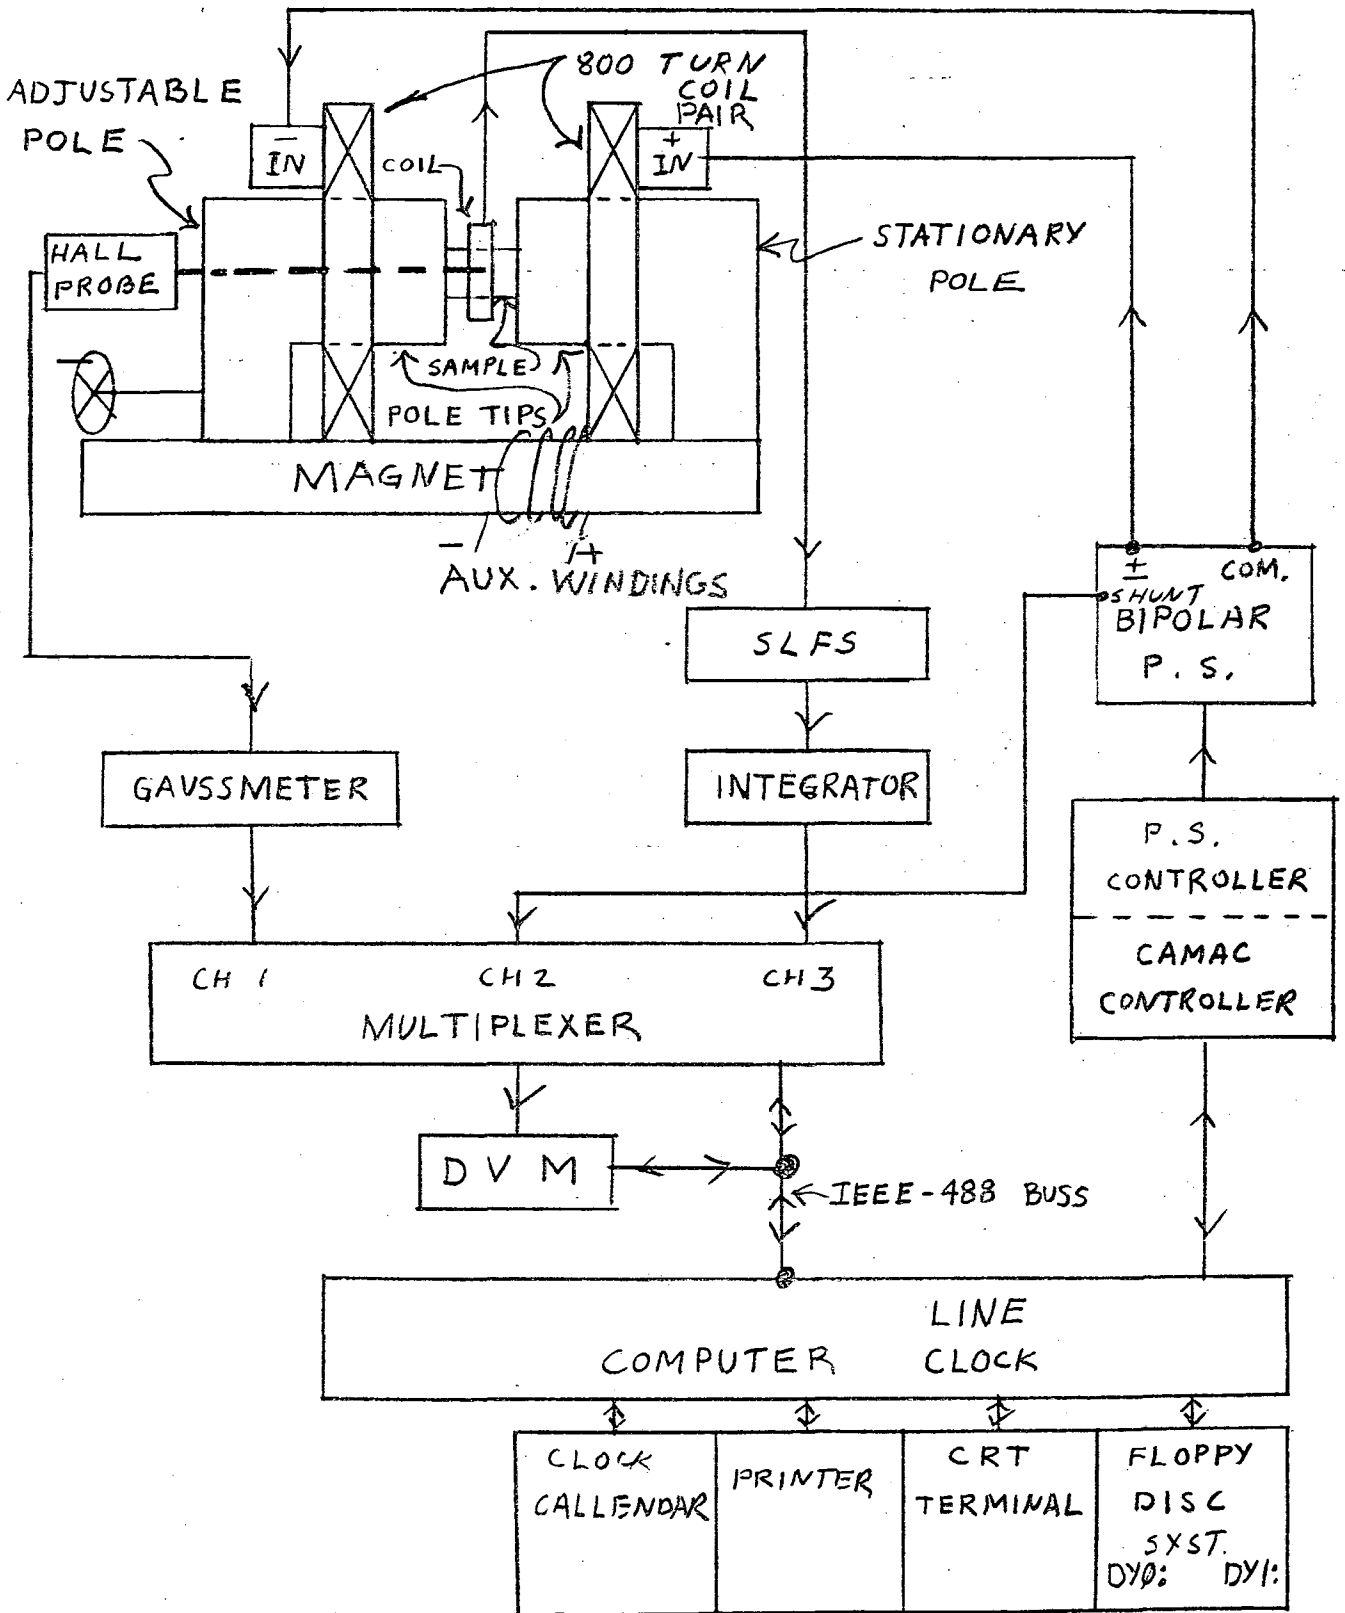 800 TURN
COIL
PAIR
ADJUSTABLE
POLE
−
IN
+
IN
COIL
HALL
PROBE
STATIONARY
POLE
SAMPLE
POLE TIPS
MAGNET
− +
AUX. WINDINGS
± COM.
SHUNT
BIPOLAR
P. S.
SLFS
GAUSSMETER
INTEGRATOR
P. S.
CONTROLLER
CAMAC
CONTROLLER
CH 1 CH 2 CH 3
MULTIPLEXER
DVM
IEEE-488 BUSS
LINE
COMPUTER CLOCK
CLOCK
CALLENDAR
PRINTER
CRT
TERMINAL
FLOPPY
DISC
SYST.
DYØ: DY1: